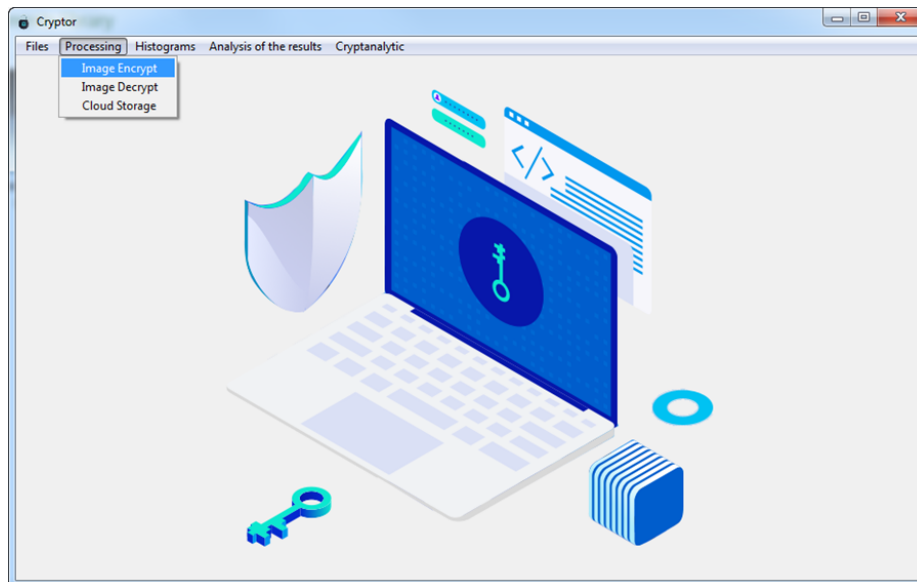 Cryptor
Files Processing Histograms Analysis of the results Cryptanalytic
Image Encrypt
Image Decrypt
Cloud Storage
</>